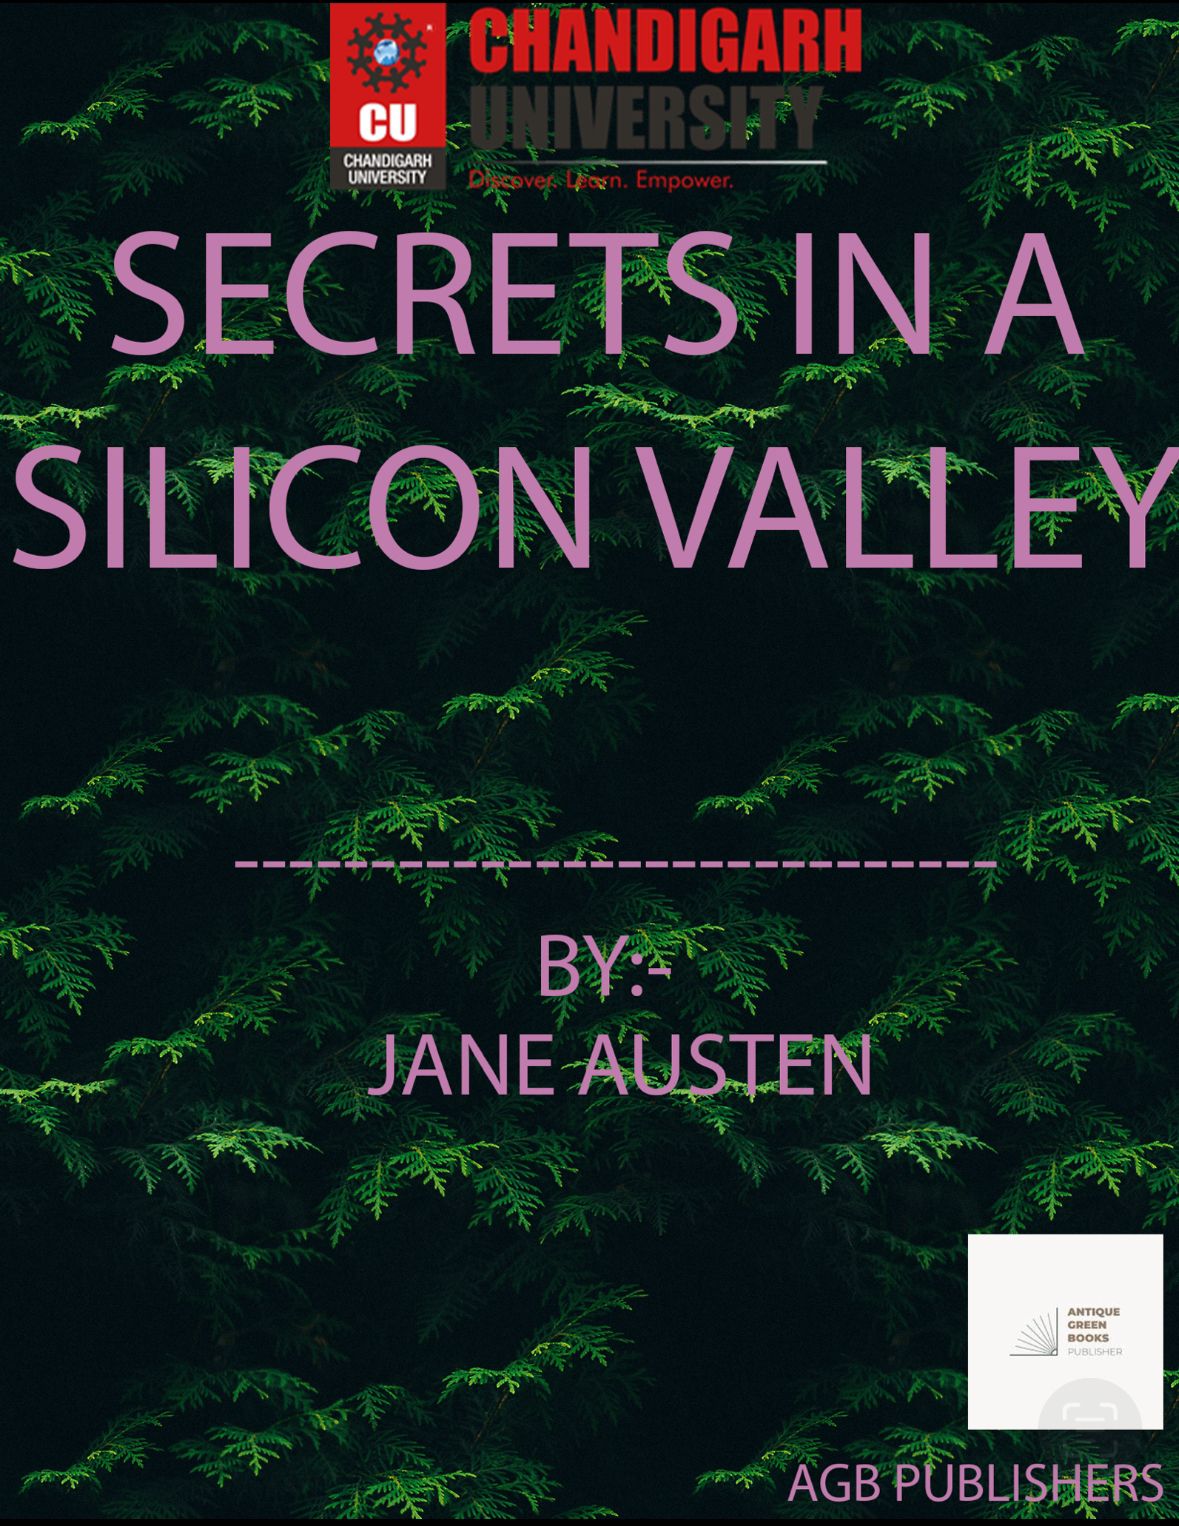 CU
CHANDIGARH
UNIVERSITY
CHANDIGARH
UNIVERSITY
Discover. Learn. Empower.
SECRETS IN A
SILICON VALLEY
----------------------------
BY:-
JANE AUSTEN
ANTIQUE
GREEN
BOOKS
PUBLISHER
AGB PUBLISHERS